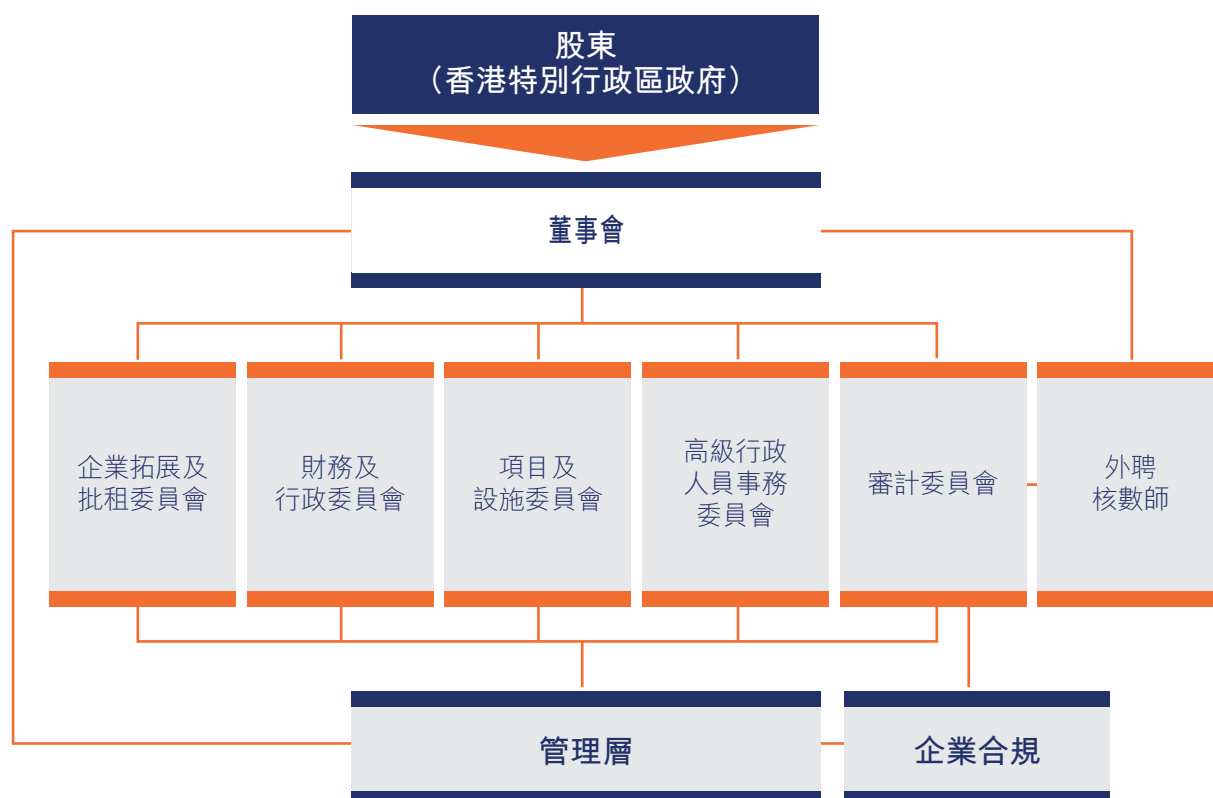 股東
（香港特別行政區政府）
董事會
企業拓展及
批租委員會
財務及
行政委員會
項目及
設施委員會
高級行政
人員事務
委員會
審計委員會
外聘
核數師
管理層
企業合規